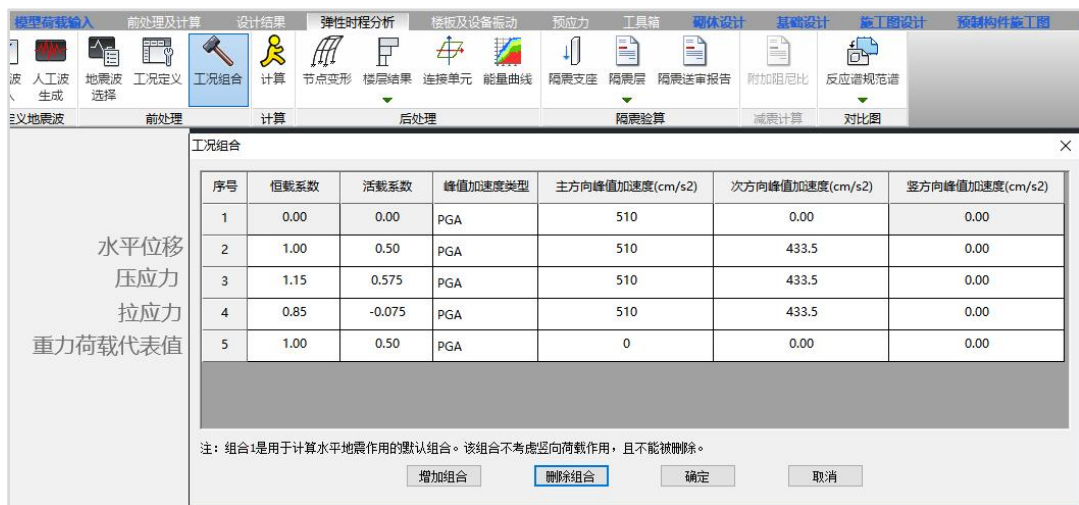 模型荷载输入 前处理及计算 设计结果 弹性时程分析 楼板及设备振动 预应力 工具箱 砌体设计 基础设计 施工图设计 预制构件施工图
波 人工波 地震波 工况定义 工况组合 计算 节点变形 楼层结果 连接单元 能量曲线 隔震支座 隔震层 隔震送审报告 附加阻尼比 反应谱规范谱
生成 选择
定义地震波 前处理 计算 后处理 隔震验算 减震计算 对比图
工况组合
序号 恒载系数 活载系数 峰值加速度类型 主方向峰值加速度(cm/s2) 次方向峰值加速度(cm/s2) 竖方向峰值加速度(cm/s2)
1 0.00 0.00 PGA 510 0.00 0.00
水平位移 2 1.00 0.50 PGA 510 433.5 0.00
压应力 3 1.15 0.575 PGA 510 433.5 0.00
拉应力 4 0.85 -0.075 PGA 510 433.5 0.00
重力荷载代表值 5 1.00 0.50 PGA 0 0.00 0.00
注：组合1是用于计算水平地震作用的默认组合。该组合不考虑竖向荷载作用，且不能被删除。
增加组合 删除组合 确定 取消